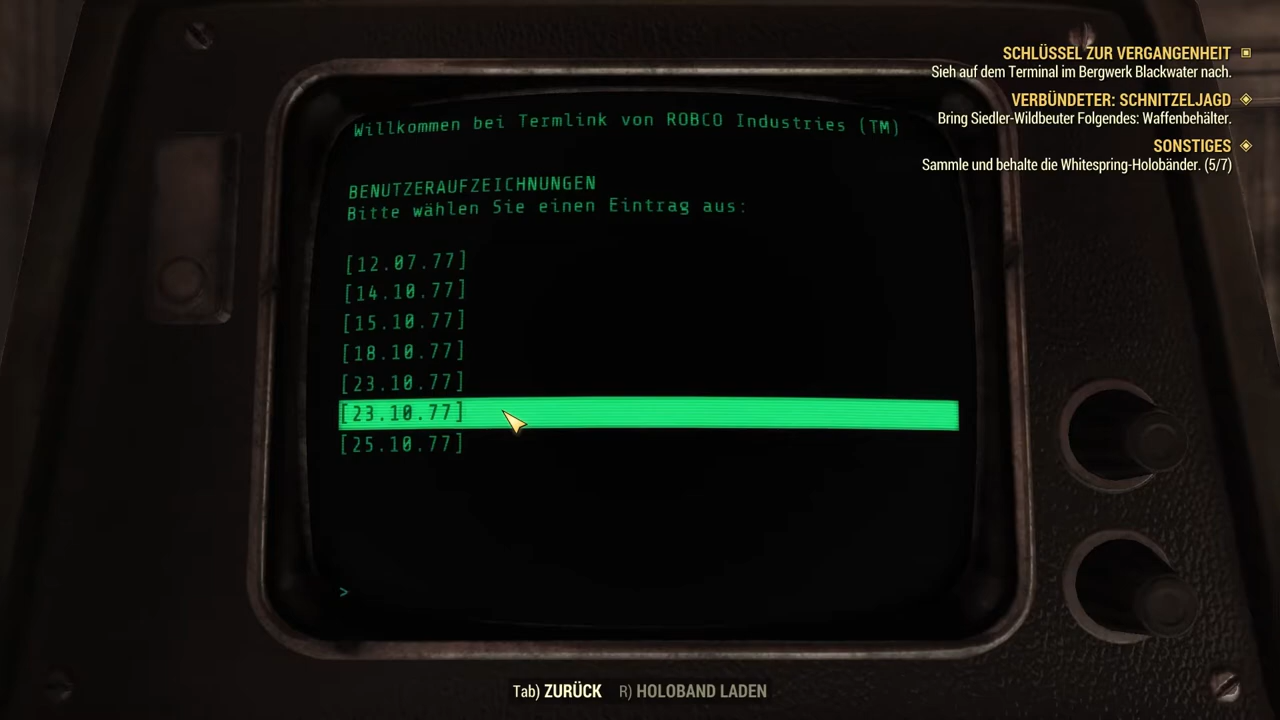 SCHLÜSSEL ZUR VERGANGENHEIT
Sieh auf dem Terminal im Bergwerk Blackwater nach.
VERBÜNDETER: SCHNITZELJAGD
Bring Siedler-Wildbeuter Folgendes: Waffenbehälter.
SONSTIGES
Sammle und behalte die Whitespring-Holobänder. (5/7)
Willkommen bei Termlink von ROBCO Industries (TM)
BENUTZERAUFZEICHNUNGEN
Bitte wählen Sie einen Eintrag aus:
[12.07.77]
[14.10.77]
[15.10.77]
[18.10.77]
[23.10.77]
[23.10.77]
[25.10.77]
>
Tab) ZURÜCK R) HOLOBAND LADEN